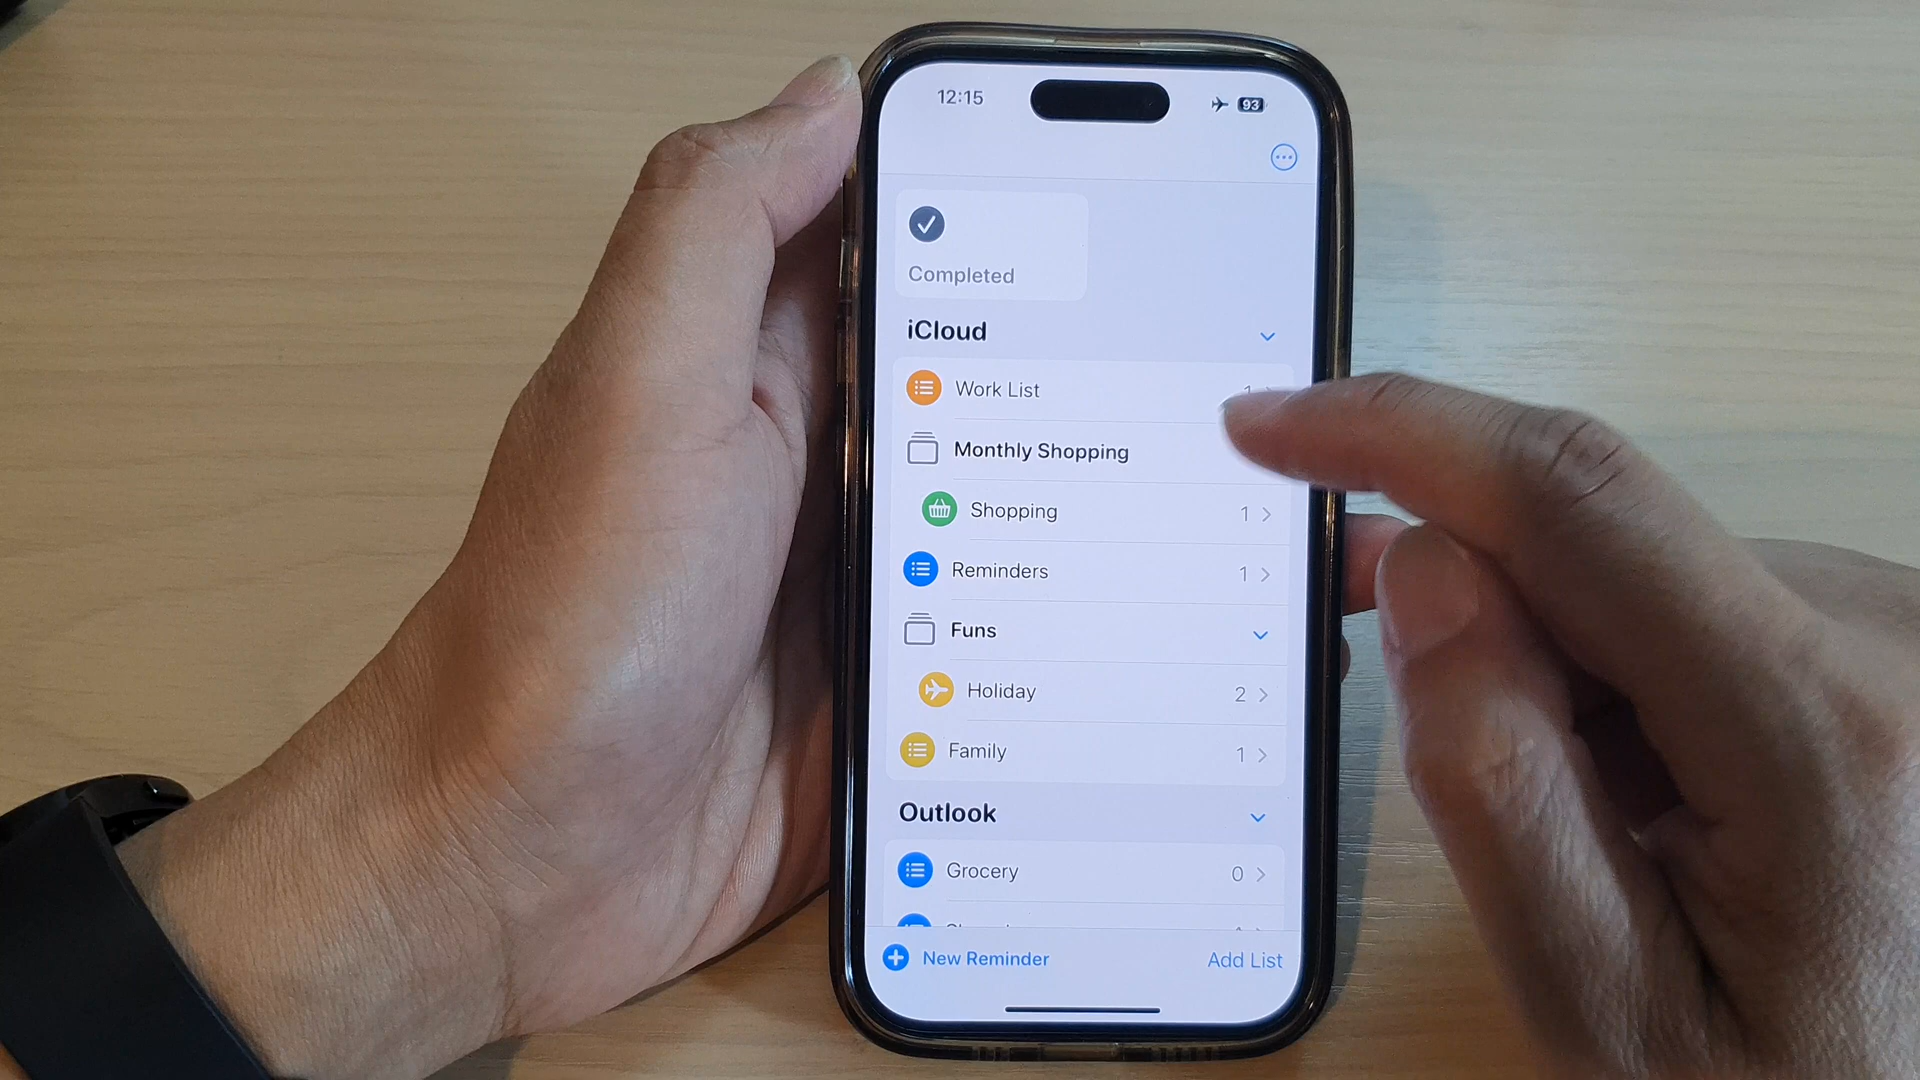 12:15 93
Completed
iCloud
Work List 1
Monthly Shopping
Shopping 1
Reminders 1
Funs
Holiday 2
Family 1
Outlook
Grocery 0
New Reminder Add List